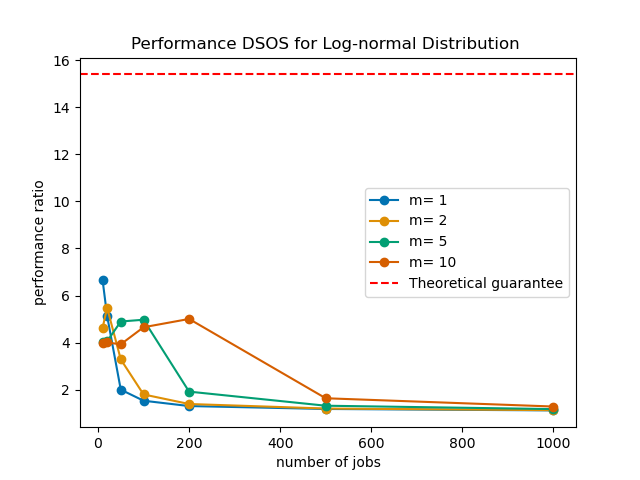 Performance DSOS for Log-normal Distribution
performance ratio
16
14
12
10
8
6
4
2
m= 1
m= 2
m= 5
m= 10
Theoretical guarantee
0 200 400 600 800 1000
number of jobs